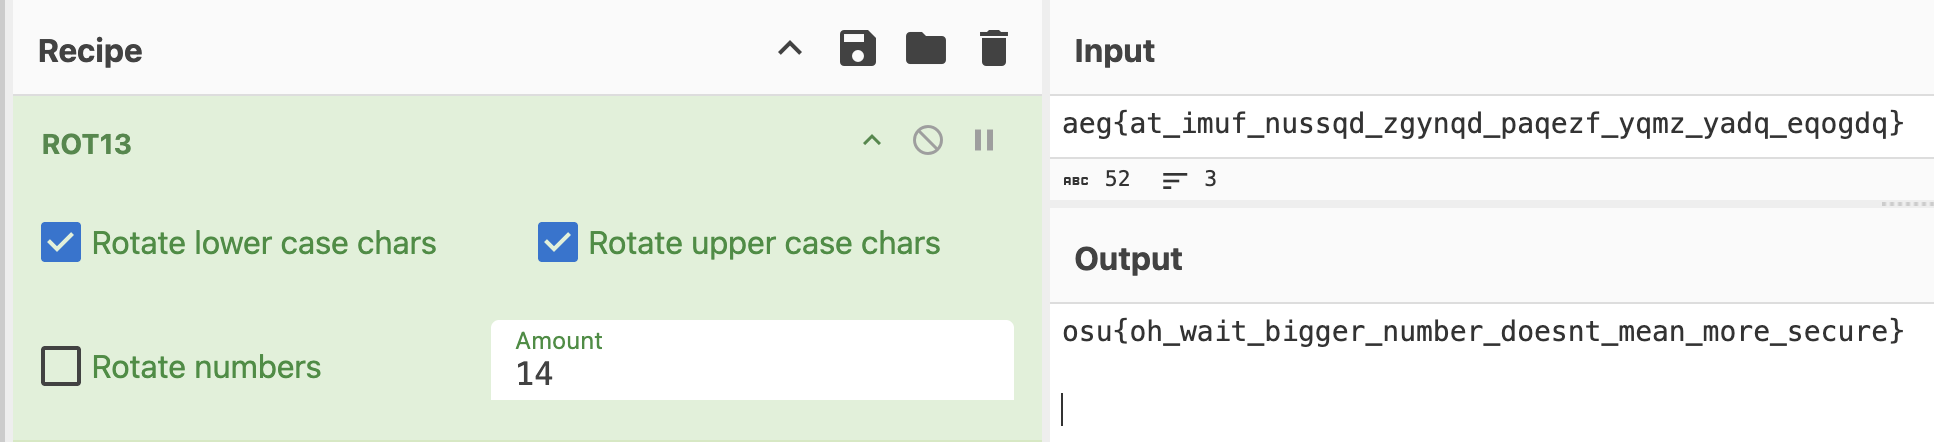 Recipe
ROT13
Rotate lower case chars
Rotate upper case chars
Rotate numbers
Amount
14
Input
aeg{at_imuf_nussqd_zgynqd_paqezf_yqmz_yadq_eqogdq}
ABC 52 3
Output
osu{oh_wait_bigger_number_doesnt_mean_more_secure}